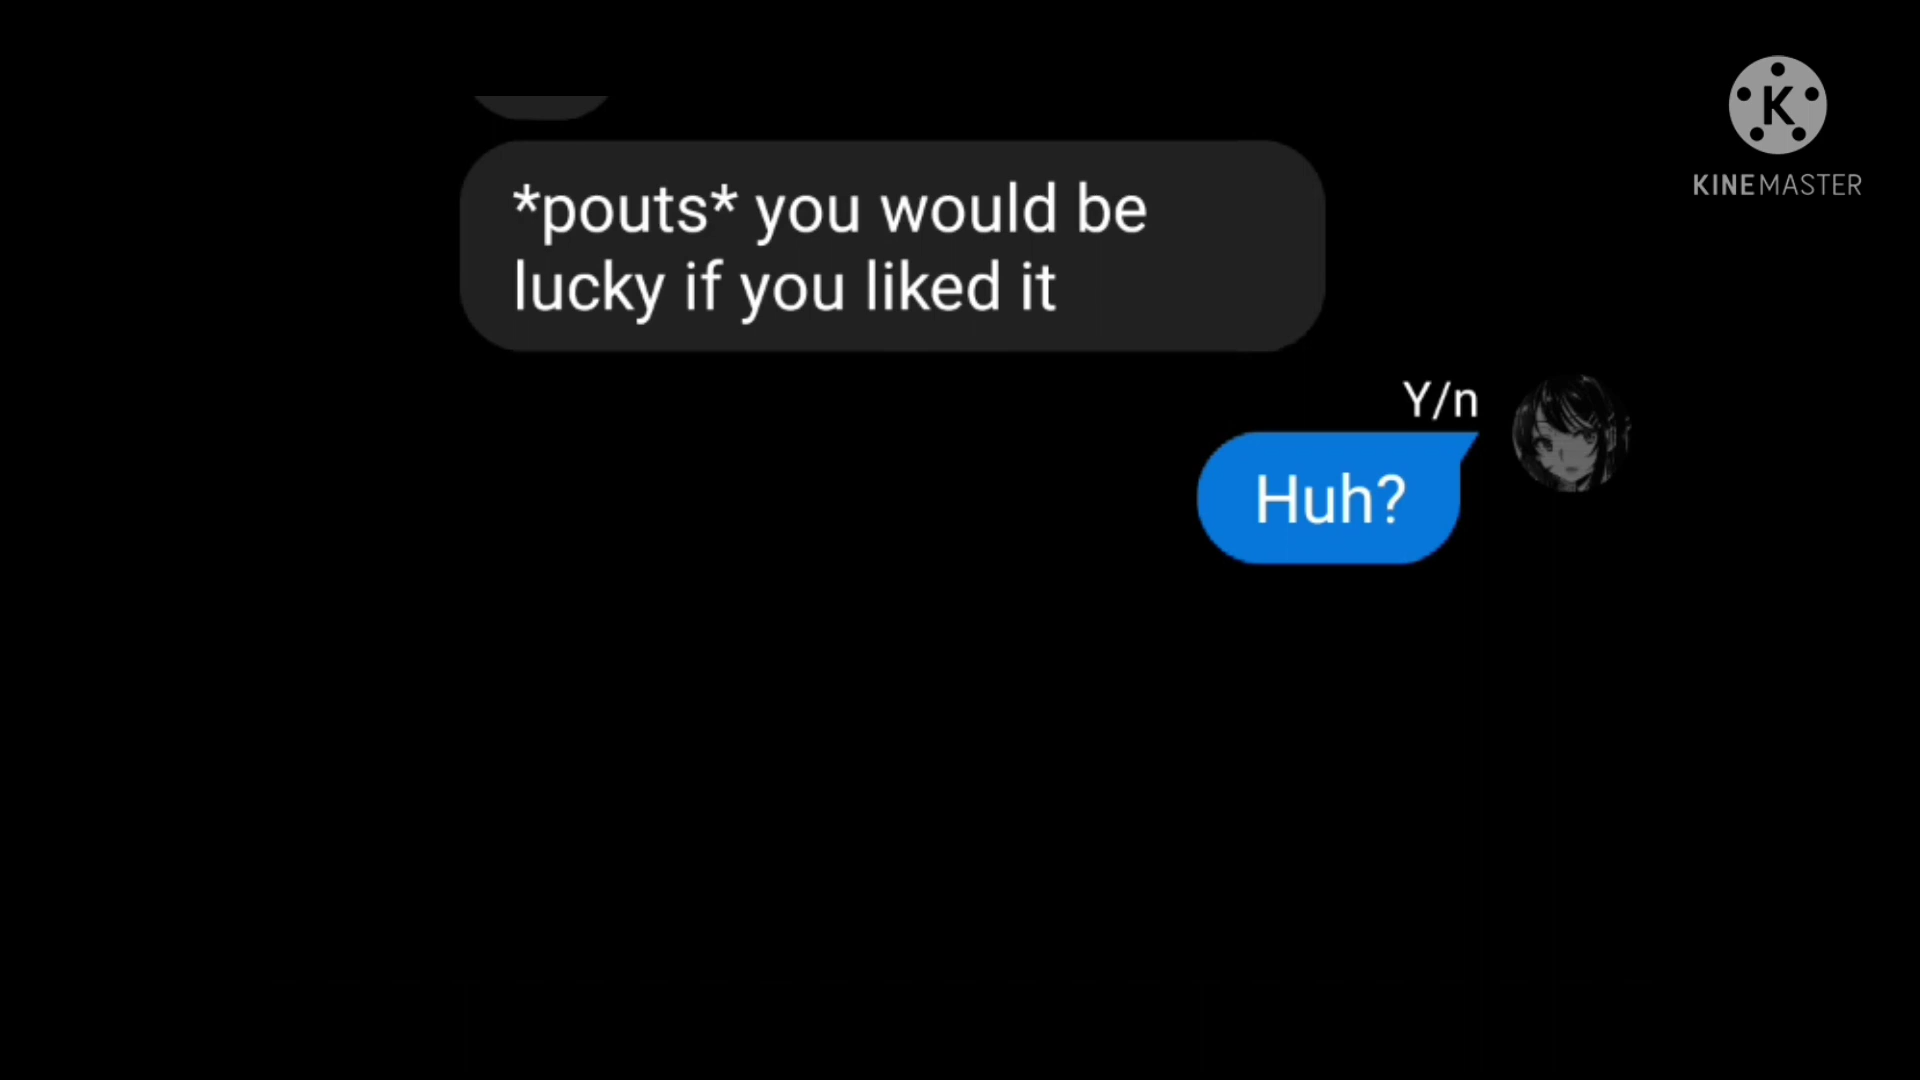 *pouts* you would be
lucky if you liked it
Y/n
Huh?
K
KINEMASTER